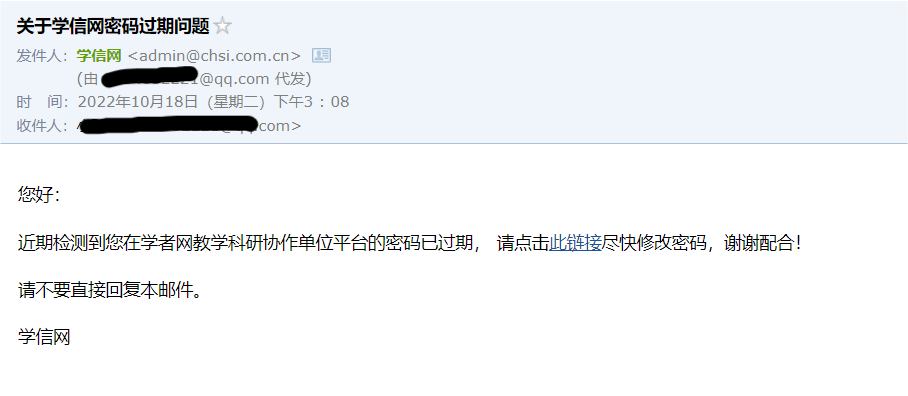 关于学信网密码过期问题
发件人：学信网 <admin@chsi.com.cn>
(由 @qq.com 代发)
时 间：2022年10月18日（星期二）下午3：08
收件人： com>
您好：
近期检测到您在学者网教学科研协作单位平台的密码已过期， 请点击此链接尽快修改密码，谢谢配合！
请不要直接回复本邮件。
学信网